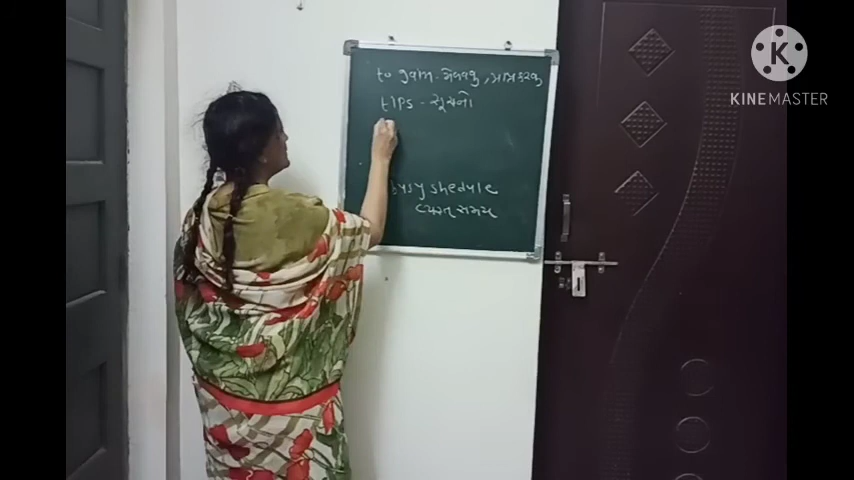 to gain - મેળવવુ, પ્રાપ્ત કરવુ
tips - સૂચનો
busy shedule
વ્યસ્ત સમય
KINEMASTER